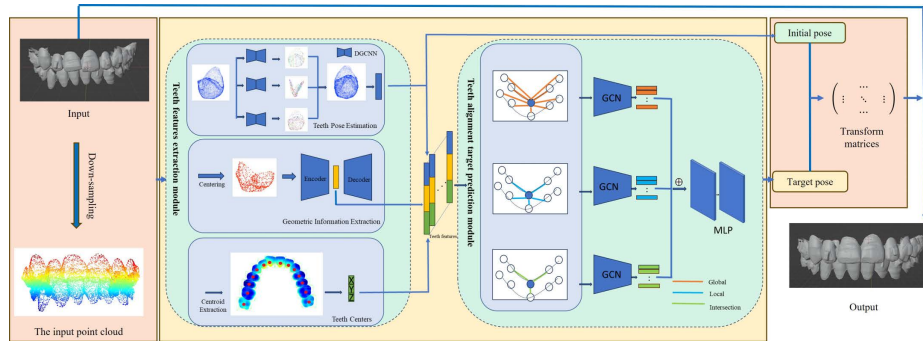 Input
Down-sampling
The input point cloud
Teeth features extraction module
DGCNN
Teeth Pose Estimation
Centering
Encoder
Dncoder
Geometric Information Extraction
Centroid
Extraction
Teeth Centers
Teeth features
Teeth alignment target prediction module
GCN
GCN
GCN
⊕
MLP
Global
Local
Intersection
Initial pose
Target pose
Transform
matrices
Output